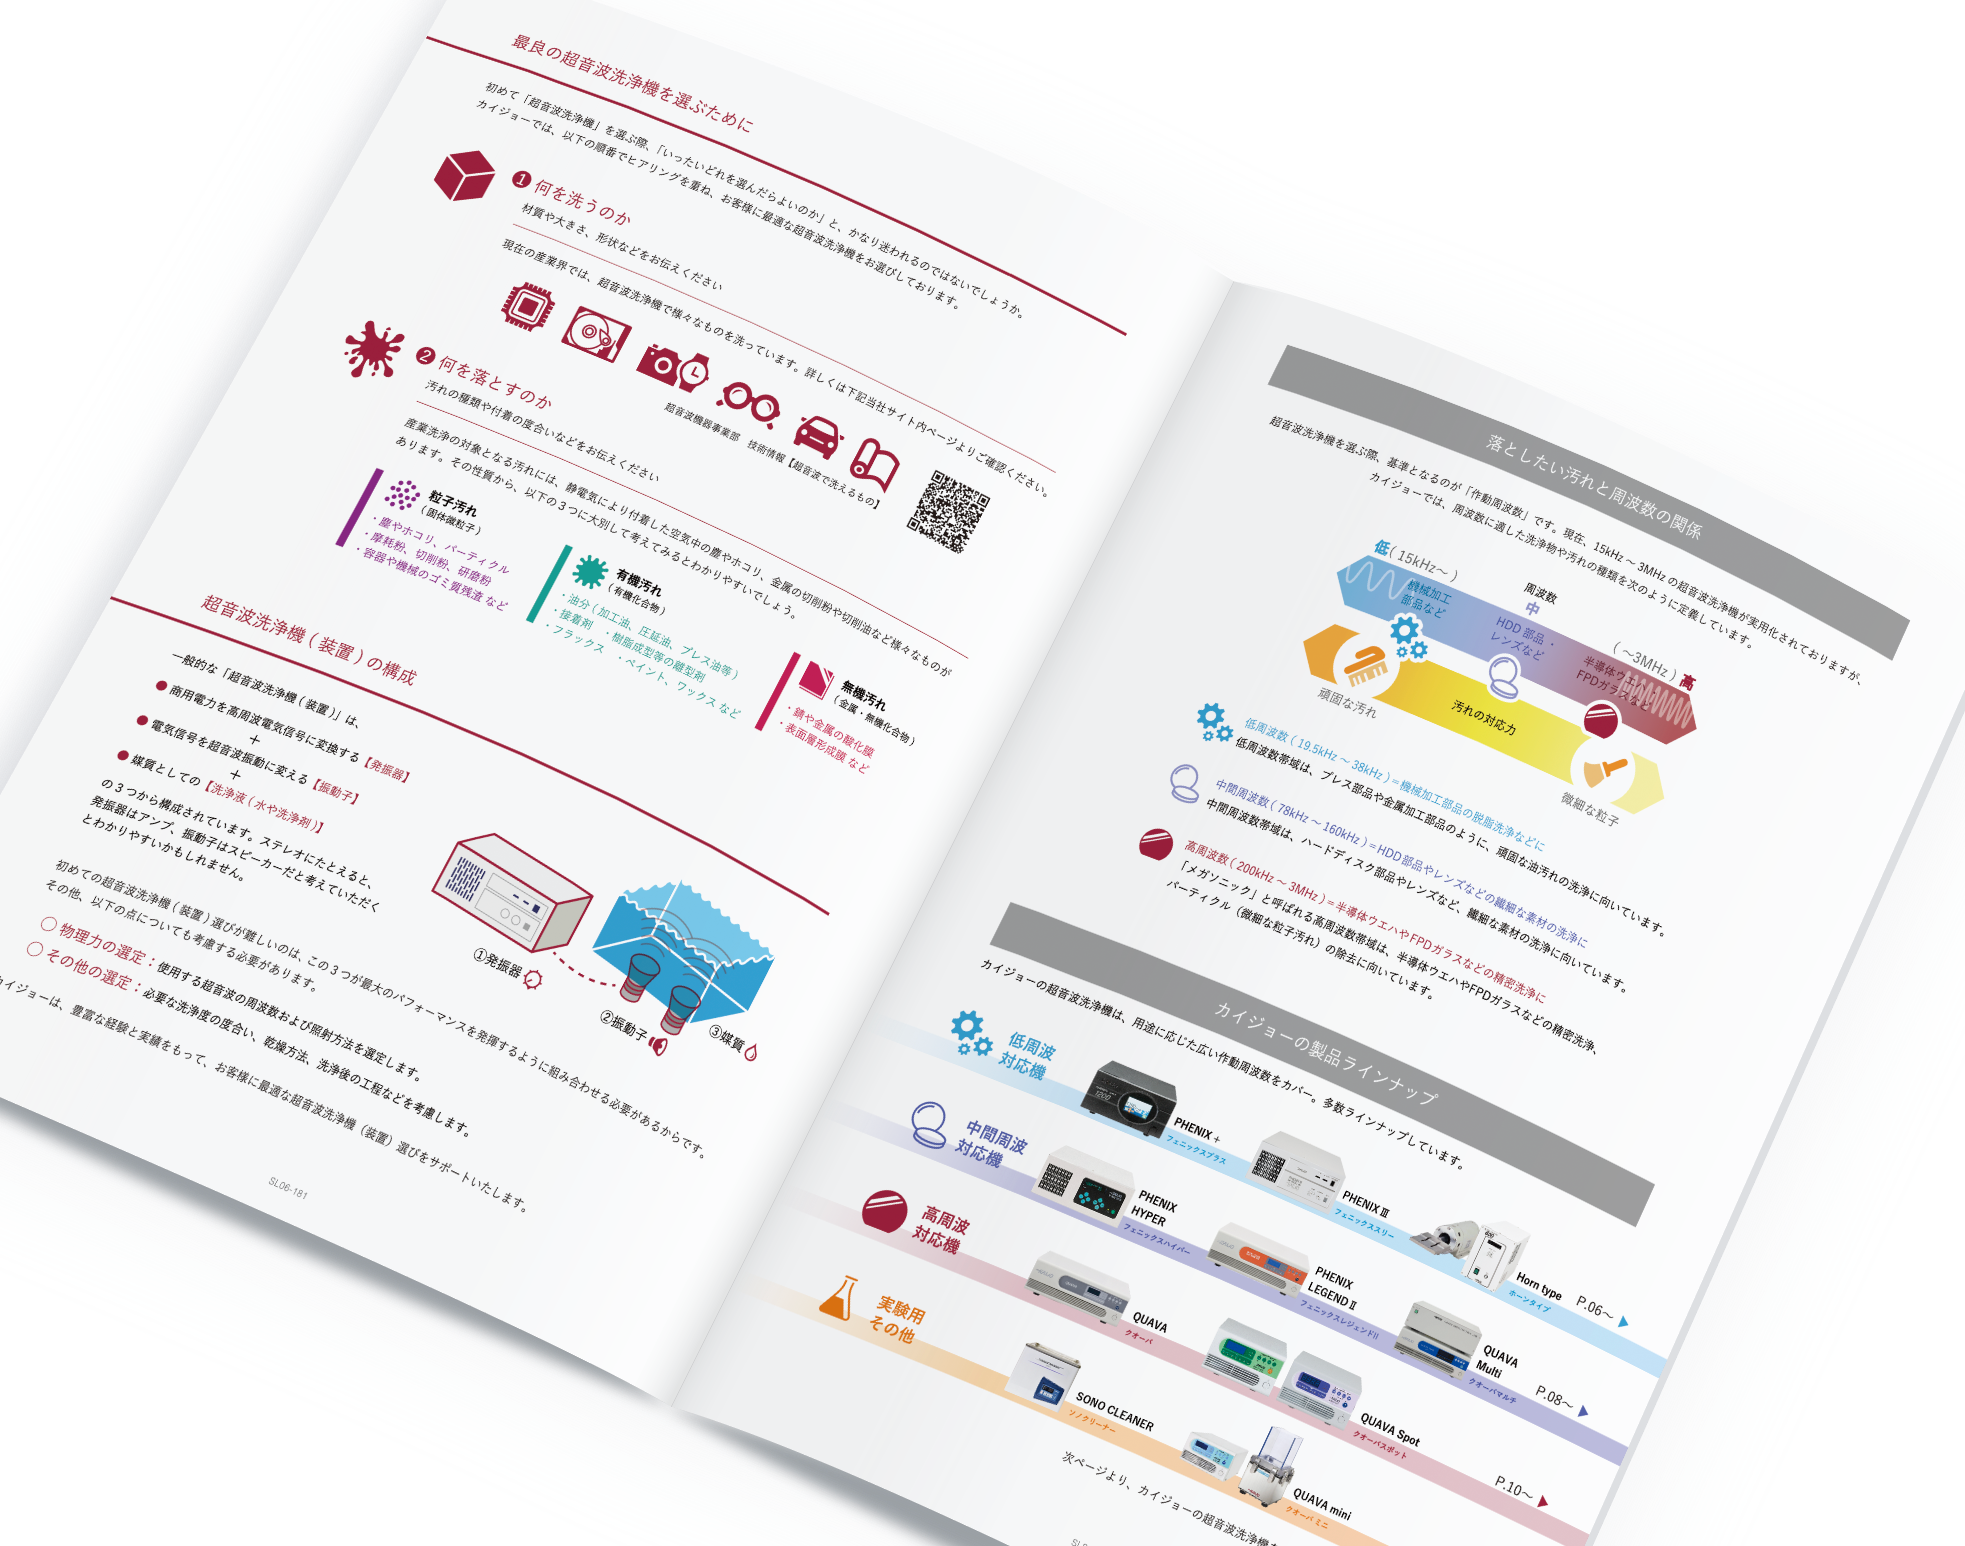 最良の超音波洗浄機を選ぶために
初めて「超音波洗浄機」を選ぶ際、「いったいどれを選んだらよいのか」と、かなり迷われるのではないでしょうか。
カイジョーでは、以下の順番でヒアリングを重ね、お客様に最適な超音波洗浄機をお選びしております。
❶ 何を洗うのか
材質や大きさ、形状などをお伝えください
現在の産業界では、超音波洗浄機で様々なものを洗っています。詳しくは下記当社サイト内ページよりご確認ください。
超音波機器事業部 技術情報【超音波で洗えるもの】
❷ 何を落とすのか
汚れの種類や付着の度合いなどをお伝えください
産業洗浄の対象となる汚れには、静電気により付着した空気中の塵やホコリ、金属の切削粉や切削油など様々なものが
あります。その性質から、以下の３つに大別して考えてみるとわかりやすいでしょう。
粒子汚れ
（固体微粒子）
・塵やホコリ、パーティクル
・摩耗粉、切削粉、研磨粉
・容器や機械のゴミ質残渣 など
有機汚れ
（有機化合物）
・油分（加工油、圧延油、プレス油等）
・接着剤 ・樹脂成型等の離型剤
・フラックス ・ペイント、ワックス など
無機汚れ
（金属・無機化合物）
・錆や金属の酸化膜
・表面層形成膜 など
超音波洗浄機（装置）の構成
一般的な「超音波洗浄機（装置）」は、
● 商用電力を高周波電気信号に変換する【発振器】
＋
● 電気信号を超音波振動に変える【振動子】
＋
● 媒質としての【洗浄液（水や洗浄剤）】
の３つから構成されています。ステレオにたとえると、
発振器はアンプ、振動子はスピーカーだと考えていただく
とわかりやすいかもしれません。
①発振器
②振動子
③媒質
初めての超音波洗浄機（装置）選びが難しいのは、この３つが最大のパフォーマンスを発揮するように組み合わせる必要があるからです。
その他、以下の点についても考慮する必要があります。
〇 物理力の選定：使用する超音波の周波数および照射方法を選定します。
〇 その他の選定：必要な洗浄度の度合い、乾燥方法、洗浄後の工程などを考慮します。
カイジョーは、豊富な経験と実績をもって、お客様に最適な超音波洗浄機（装置）選びをサポートいたします。
SL06-181
落としたい汚れと周波数の関係
超音波洗浄機を選ぶ際、基準となるのが「作動周波数」です。現在、15kHz～3MHzの超音波洗浄機が実用化されておりますが、
カイジョーでは、周波数に適した洗浄物や汚れの種類を次のように定義しています。
低（15kHz～）
周波数
中
（～3MHz）高
機械加工
部品など
HDD 部品・
レンズなど
半導体ウエハ
FPDガラスなど
頑固な汚れ
汚れの対応力
微細な粒子
低周波数（19.5kHz ～ 38kHz）＝機械加工部品の脱脂洗浄などに
低周波数帯域は、プレス部品や金属加工部品のように、頑固な油汚れの洗浄に向いています。
中間周波数（78kHz ～ 160kHz）＝HDD部品やレンズなどの繊細な素材の洗浄に
中間周波数帯域は、ハードディスク部品やレンズなど、繊細な素材の洗浄に向いています。
高周波数（200kHz ～ 3MHz）＝半導体ウエハやFPDガラスなどの精密洗浄に
「メガソニック」と呼ばれる高周波数帯域は、半導体ウエハやFPDガラスなどの精密洗浄、
パーティクル（微細な粒子汚れ）の除去に向いています。
カイジョーの製品ラインナップ
カイジョーの超音波洗浄機は、用途に応じた広い作動周波数をカバー。多数ラインナップしています。
低周波
対応機
PHENIX＋
フェニックスプラス
PHENIX Ⅲ
フェニックススリー
Horn type
ホーンタイプ
P.06～
中間周波
対応機
PHENIX
HYPER
フェニックスハイパー
PHENIX
LEGEND Ⅱ
フェニックスレジェンドII
QUAVA
Multi
クオーバマルチ
P.08～
高周波
対応機
QUAVA
クオーバ
QUAVA Spot
クオーバスポット
P.10～
実験用
その他
SONO CLEANER
ソノクリーナー
QUAVA mini
クオーバ ミニ
次ページより、カイジョーの超音波洗浄機を